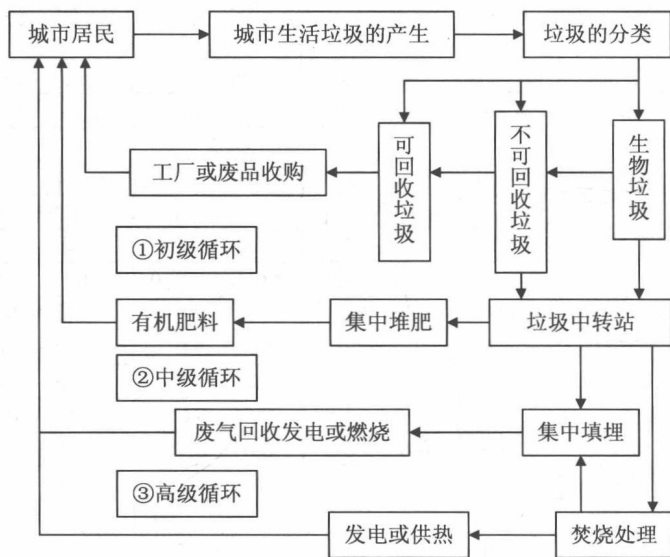 城市居民
城市生活垃圾的产生
垃圾的分类
可回收垃圾
不可回收垃圾
生物垃圾
工厂或废品收购
①初级循环
有机肥料
集中堆肥
垃圾中转站
②中级循环
废气回收发电或燃烧
集中填埋
③高级循环
发电或供热
焚烧处理